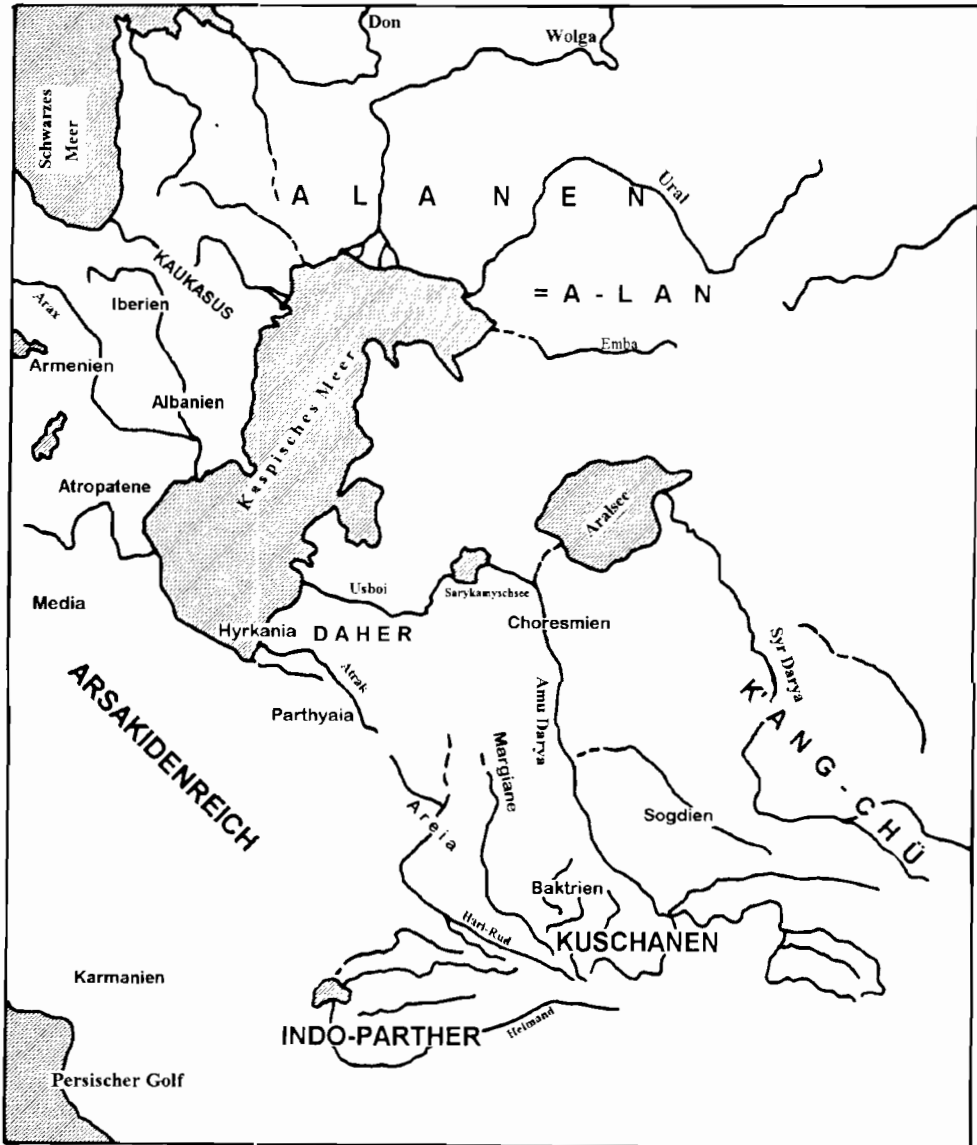 Don
Wolga
Schwarzes
Meer
ALANEN
Ural
KAUKASUS
= A-LAN
Arax
Iberien
Emba
Armenien
Kaspisches Meer
Albanien
Atropatene
Aralsee
Usboi
Sarykamyschsee
Media
Choresmien
Hyrkania
DAHER
Syr Darya
Atrak
ARSAKIDENREICH
Parthyaia
Amu Darya
K'ANG-CHÜ
Margiane
Areia
Sogdien
Baktrien
Hari-Rud
KUSCHANEN
Karmanien
INDO-PARTHER
Helmand
Persischer Golf